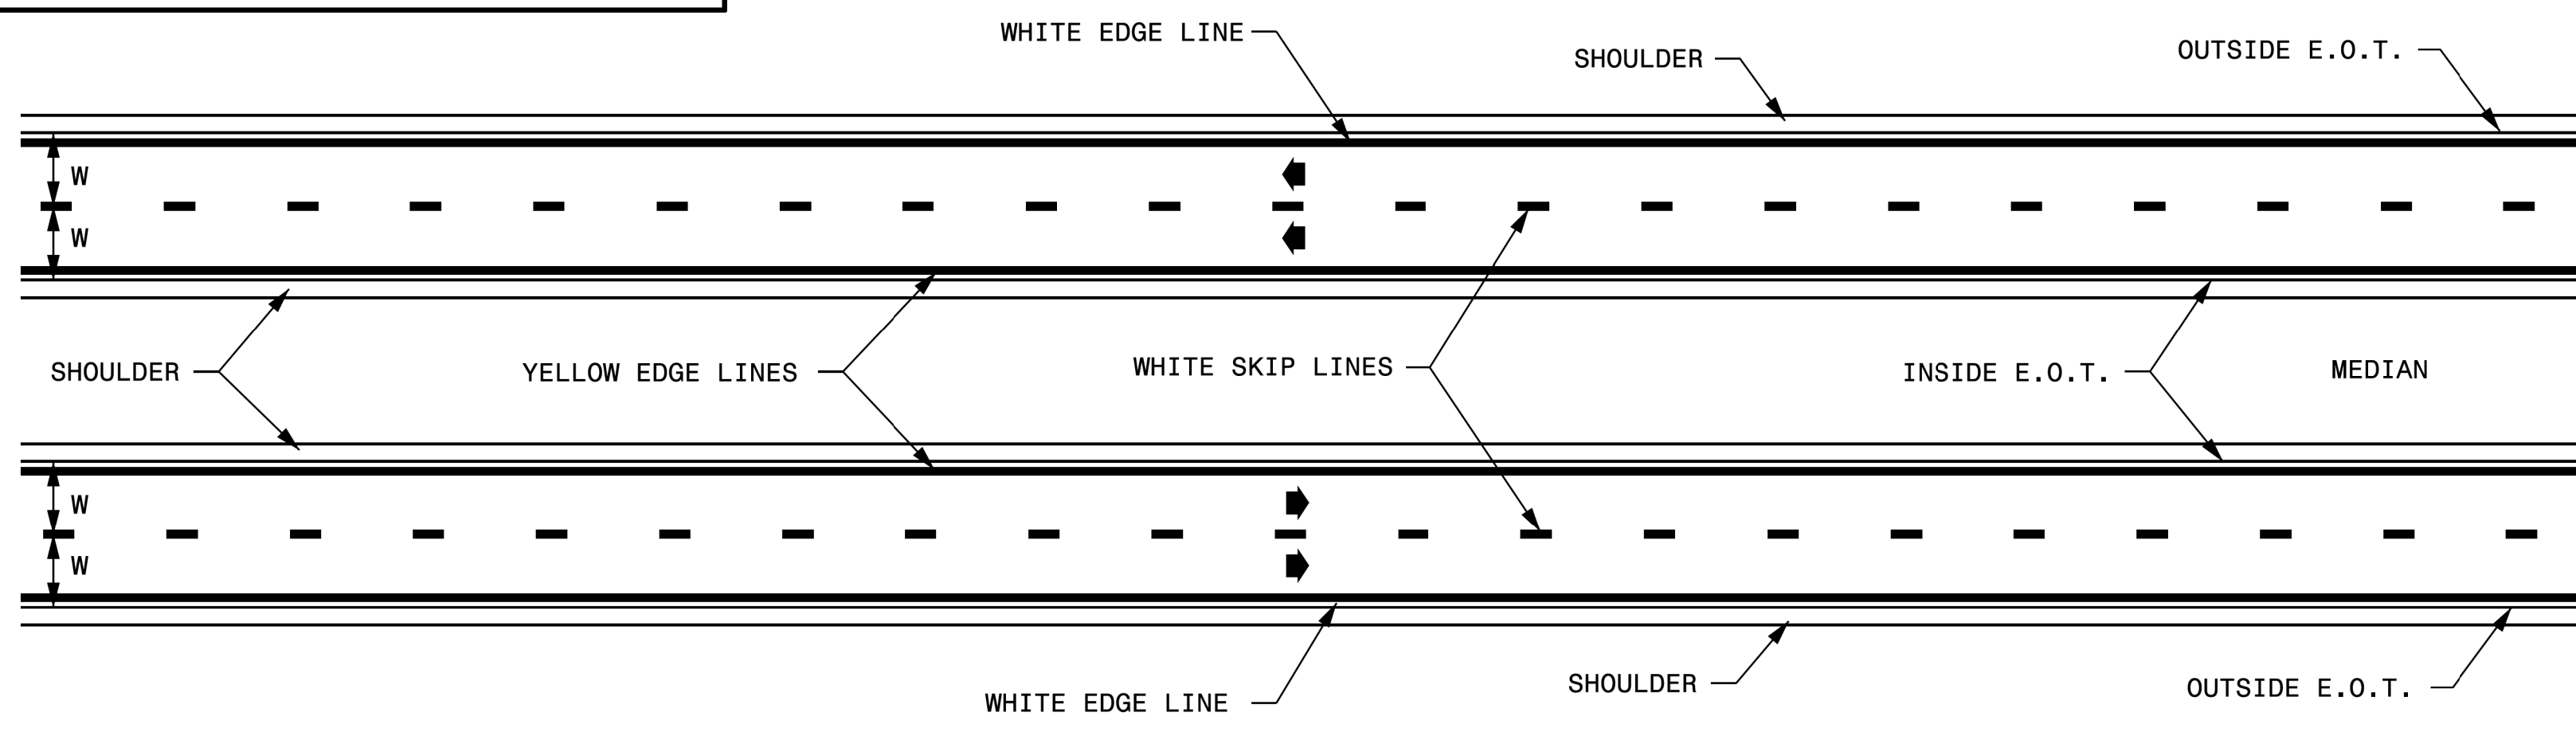 WHITE EDGE LINE
SHOULDER
OUTSIDE E.O.T.
W
W
SHOULDER
YELLOW EDGE LINES
WHITE SKIP LINES
INSIDE E.O.T.
MEDIAN
W
W
WHITE EDGE LINE
SHOULDER
OUTSIDE E.O.T.